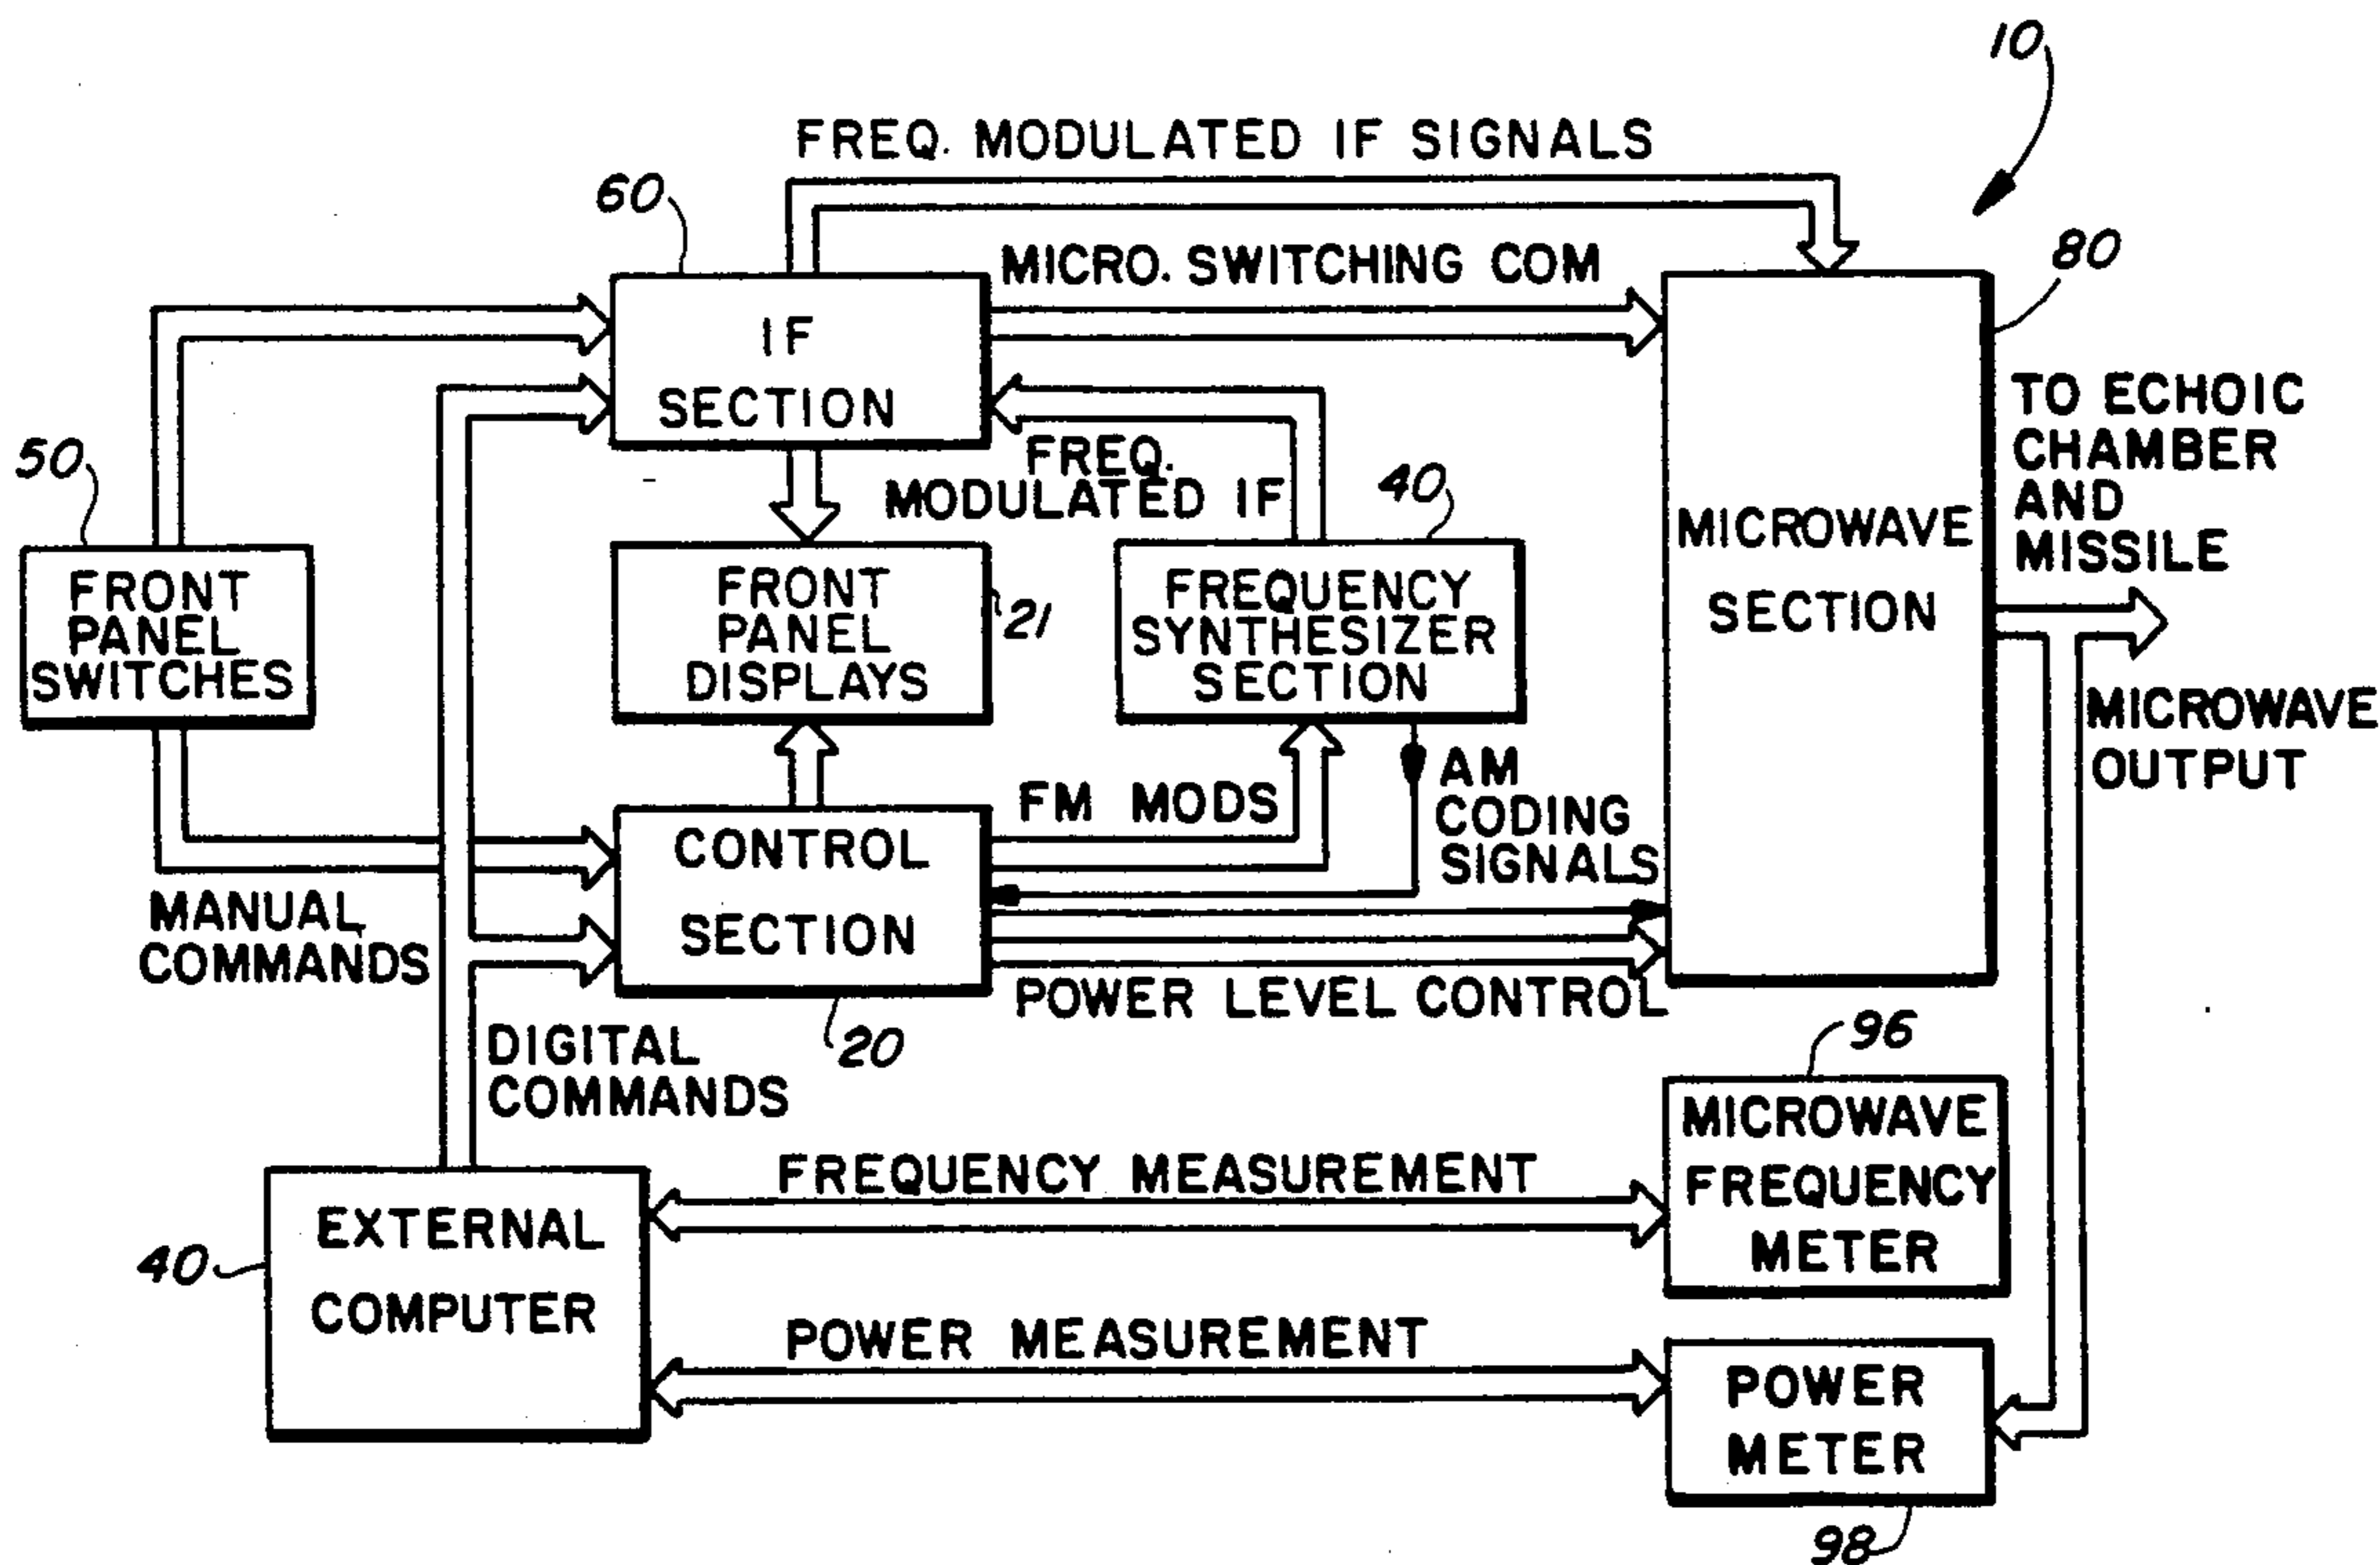 10
FREQ. MODULATED IF SIGNALS
60
80
MICRO. SWITCHING COM
IF
SECTION
TO ECHOIC
CHAMBER
AND
MISSILE
50
FREQ.
MODULATED IF
40
MICROWAVE
SECTION
FRONT
PANEL
SWITCHES
FRONT
PANEL
DISPLAYS
21
FREQUENCY
SYNTHESIZER
SECTION
MICROWAVE
OUTPUT
FM MODS
AM
CODING
SIGNALS
CONTROL
SECTION
MANUAL
COMMANDS
POWER LEVEL CONTROL
20
DIGITAL
COMMANDS
96
MICROWAVE
FREQUENCY
METER
FREQUENCY MEASUREMENT
40
EXTERNAL
COMPUTER
POWER MEASUREMENT
POWER
METER
98